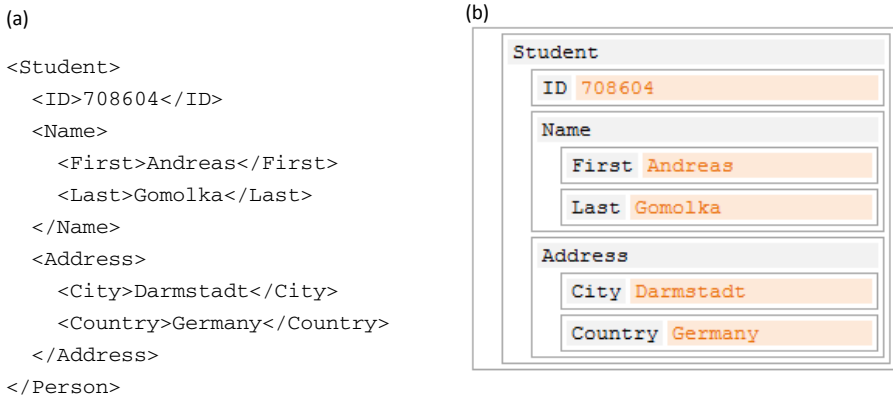 (a)
<Student>
<ID>708604</ID>
<Name>
<First>Andreas</First>
<Last>Gomolka</Last>
</Name>
<Address>
<City>Darmstadt</City>
<Country>Germany</Country>
</Address>
</Person>
(b)
Student
ID 708604
Name
First Andreas
Last Gomolka
Address
City Darmstadt
Country Germany